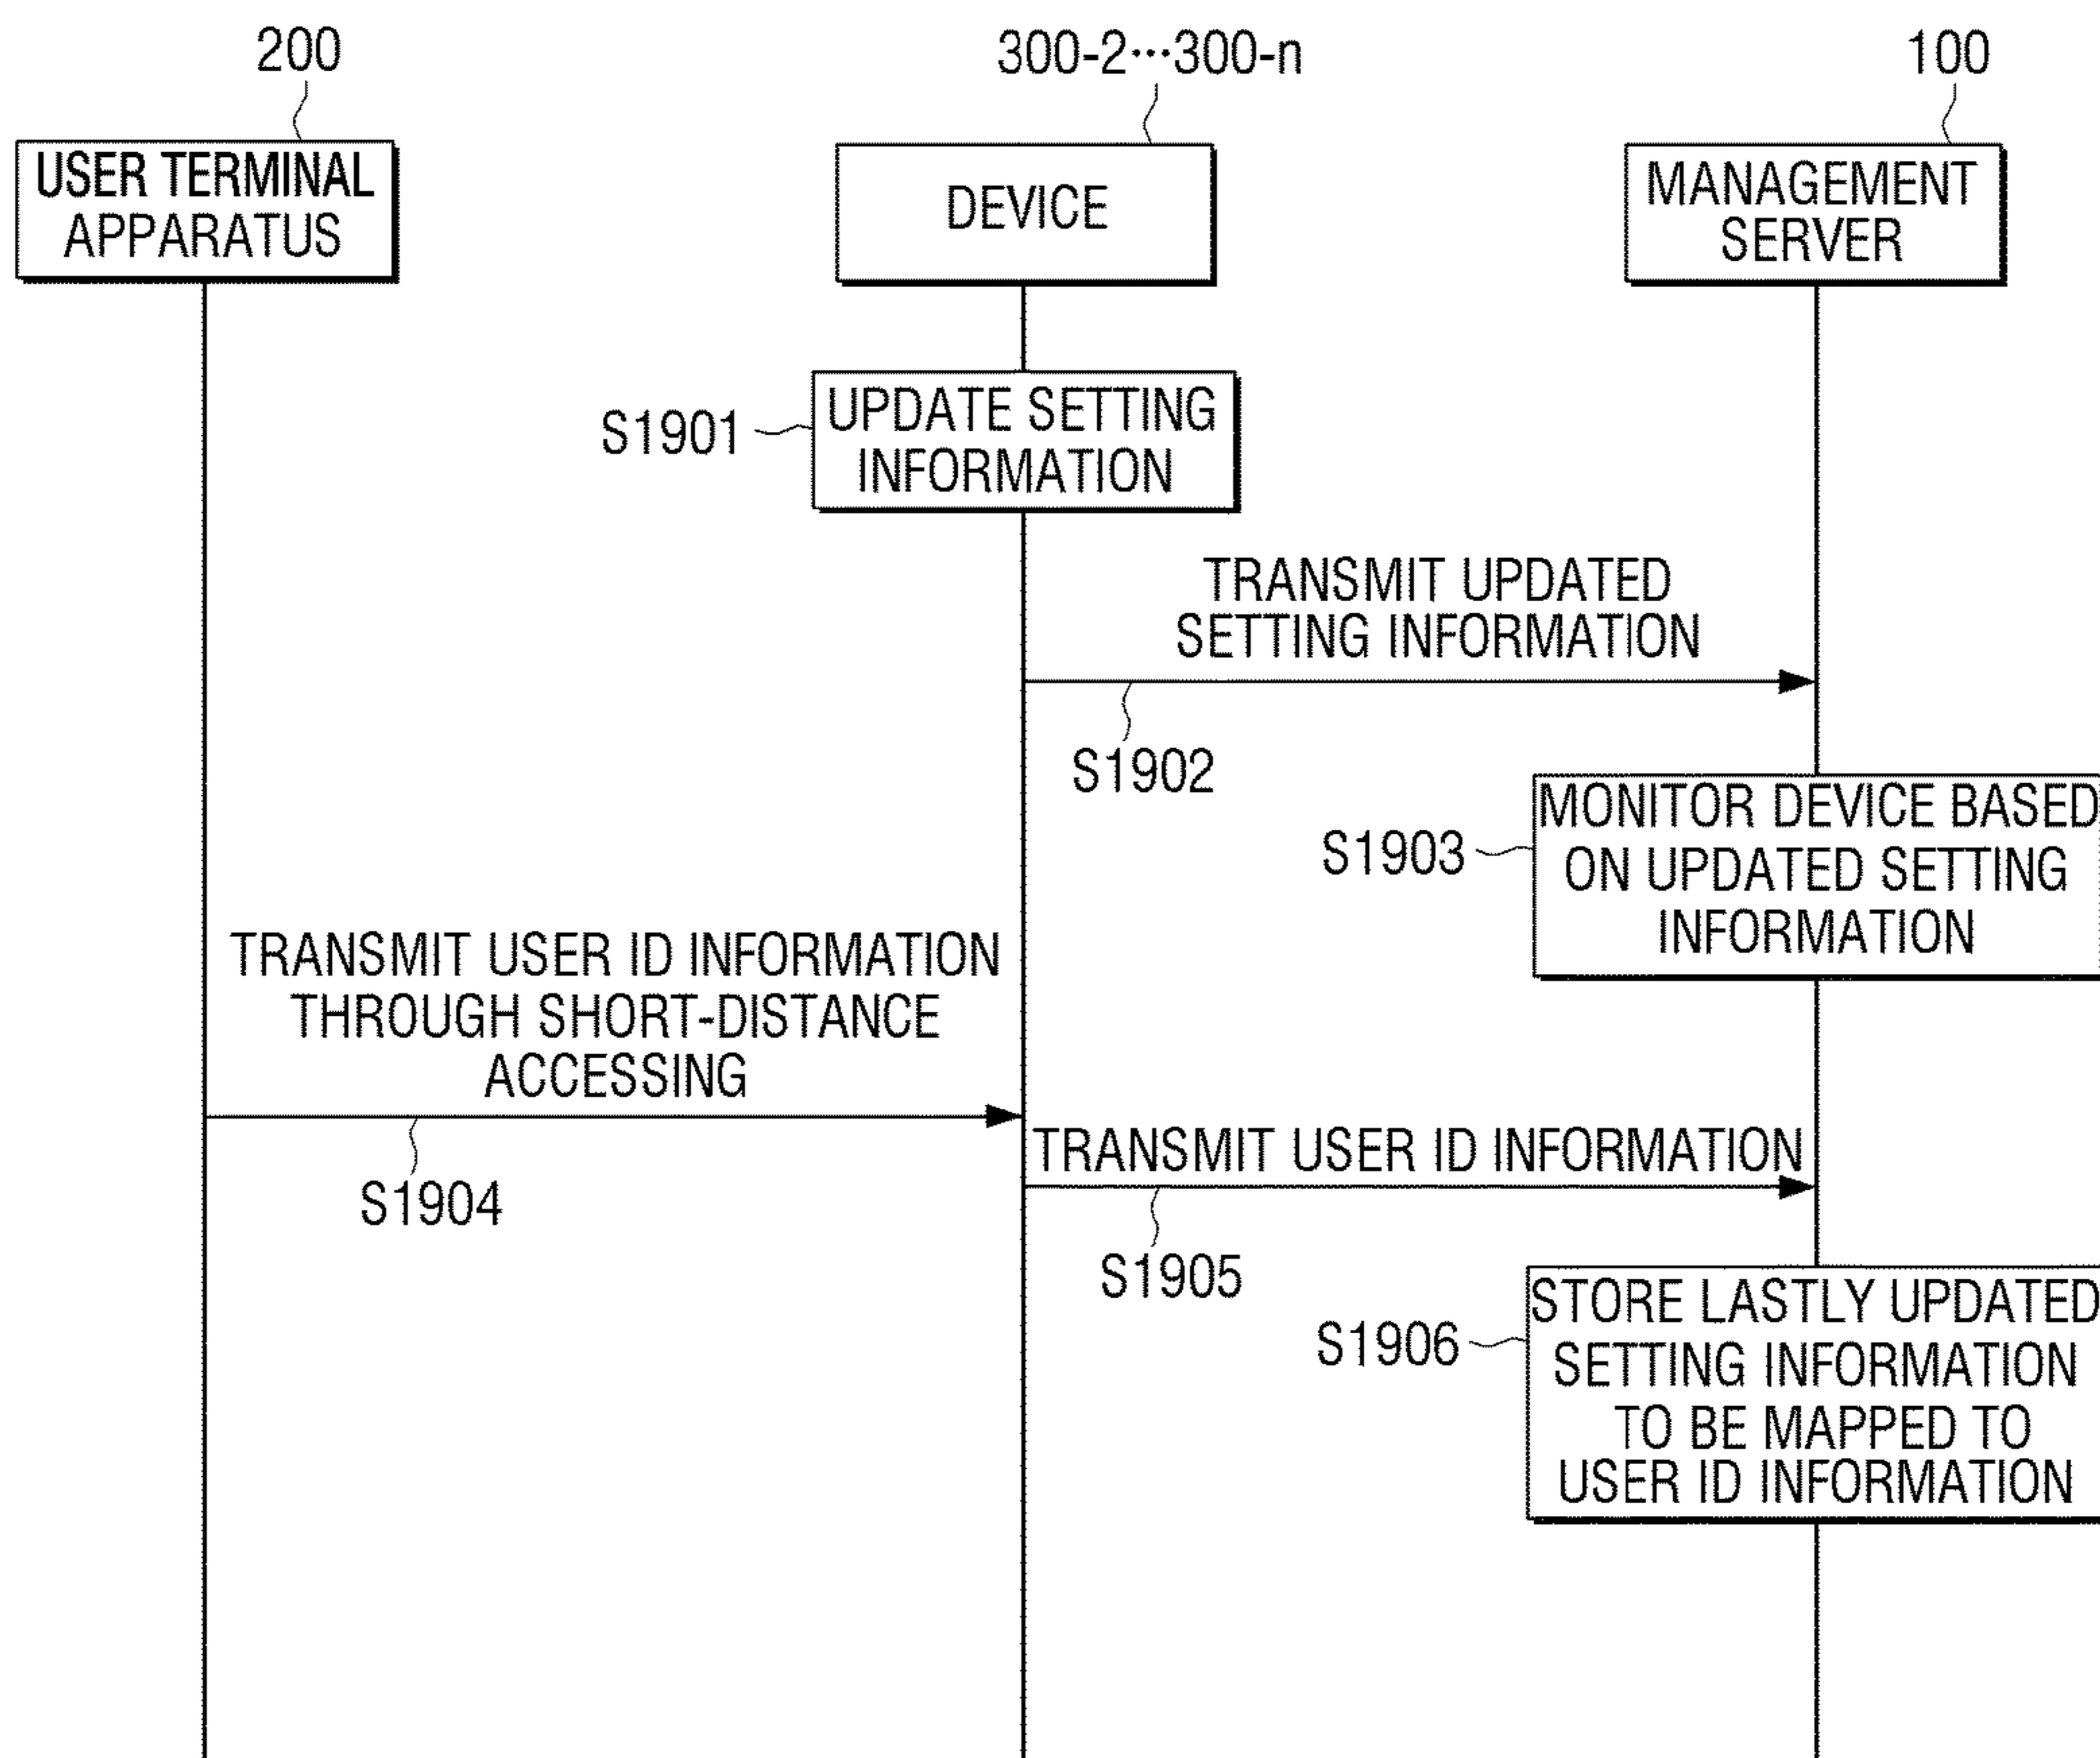 200
300-2···300-n
100
USER TERMINAL
APPARATUS
DEVICE
MANAGEMENT
SERVER
S1901
UPDATE SETTING
INFORMATION
TRANSMIT UPDATED
SETTING INFORMATION
S1902
S1903
MONITOR DEVICE BASED
ON UPDATED SETTING
INFORMATION
TRANSMIT USER ID INFORMATION
THROUGH SHORT-DISTANCE
ACCESSING
S1904
TRANSMIT USER ID INFORMATION
S1905
S1906
STORE LASTLY UPDATED
SETTING INFORMATION
TO BE MAPPED TO
USER ID INFORMATION